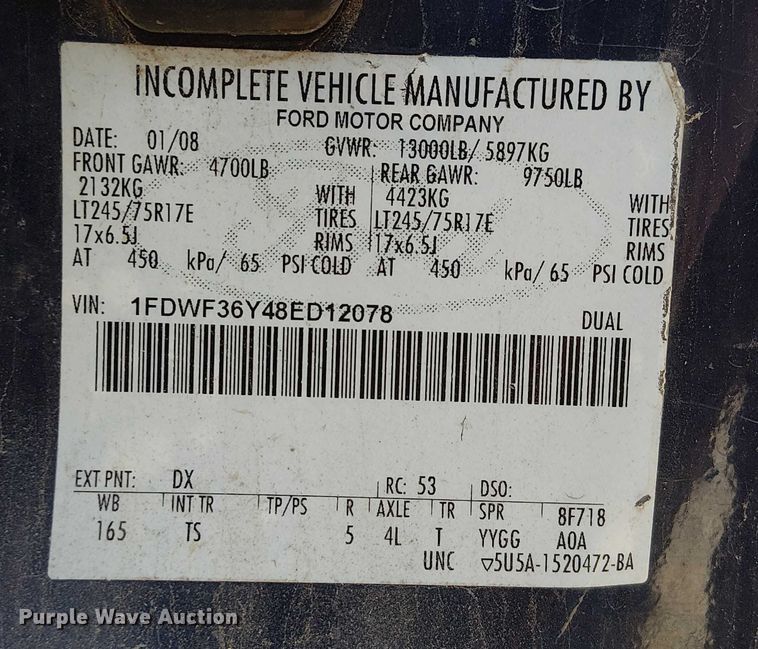 INCOMPLETE VEHICLE MANUFACTURED BY
FORD MOTOR COMPANY
DATE: 01/08 GVWR: 13000LB/ 5897KG
FRONT GAWR: 4700LB REAR GAWR: 9750LB
2132KG WITH 4423KG WITH
LT245/75R17E TIRES LT245/75R17E TIRES
17x6.5J RIMS 17x6.5J RIMS
AT 450 kPa/ 65 PSI COLD AT 450 kPa/ 65 PSI COLD
VIN: 1FDWF36Y48ED12078 DUAL
EXT PNT: DX RC: 53 DSO:
WB INT TR TP/PS R AXLE TR SPR 8F718
165 TS 5 4L T YYGG AOA
UNC ▽5U5A-1520472-BA
Purple Wave Auction